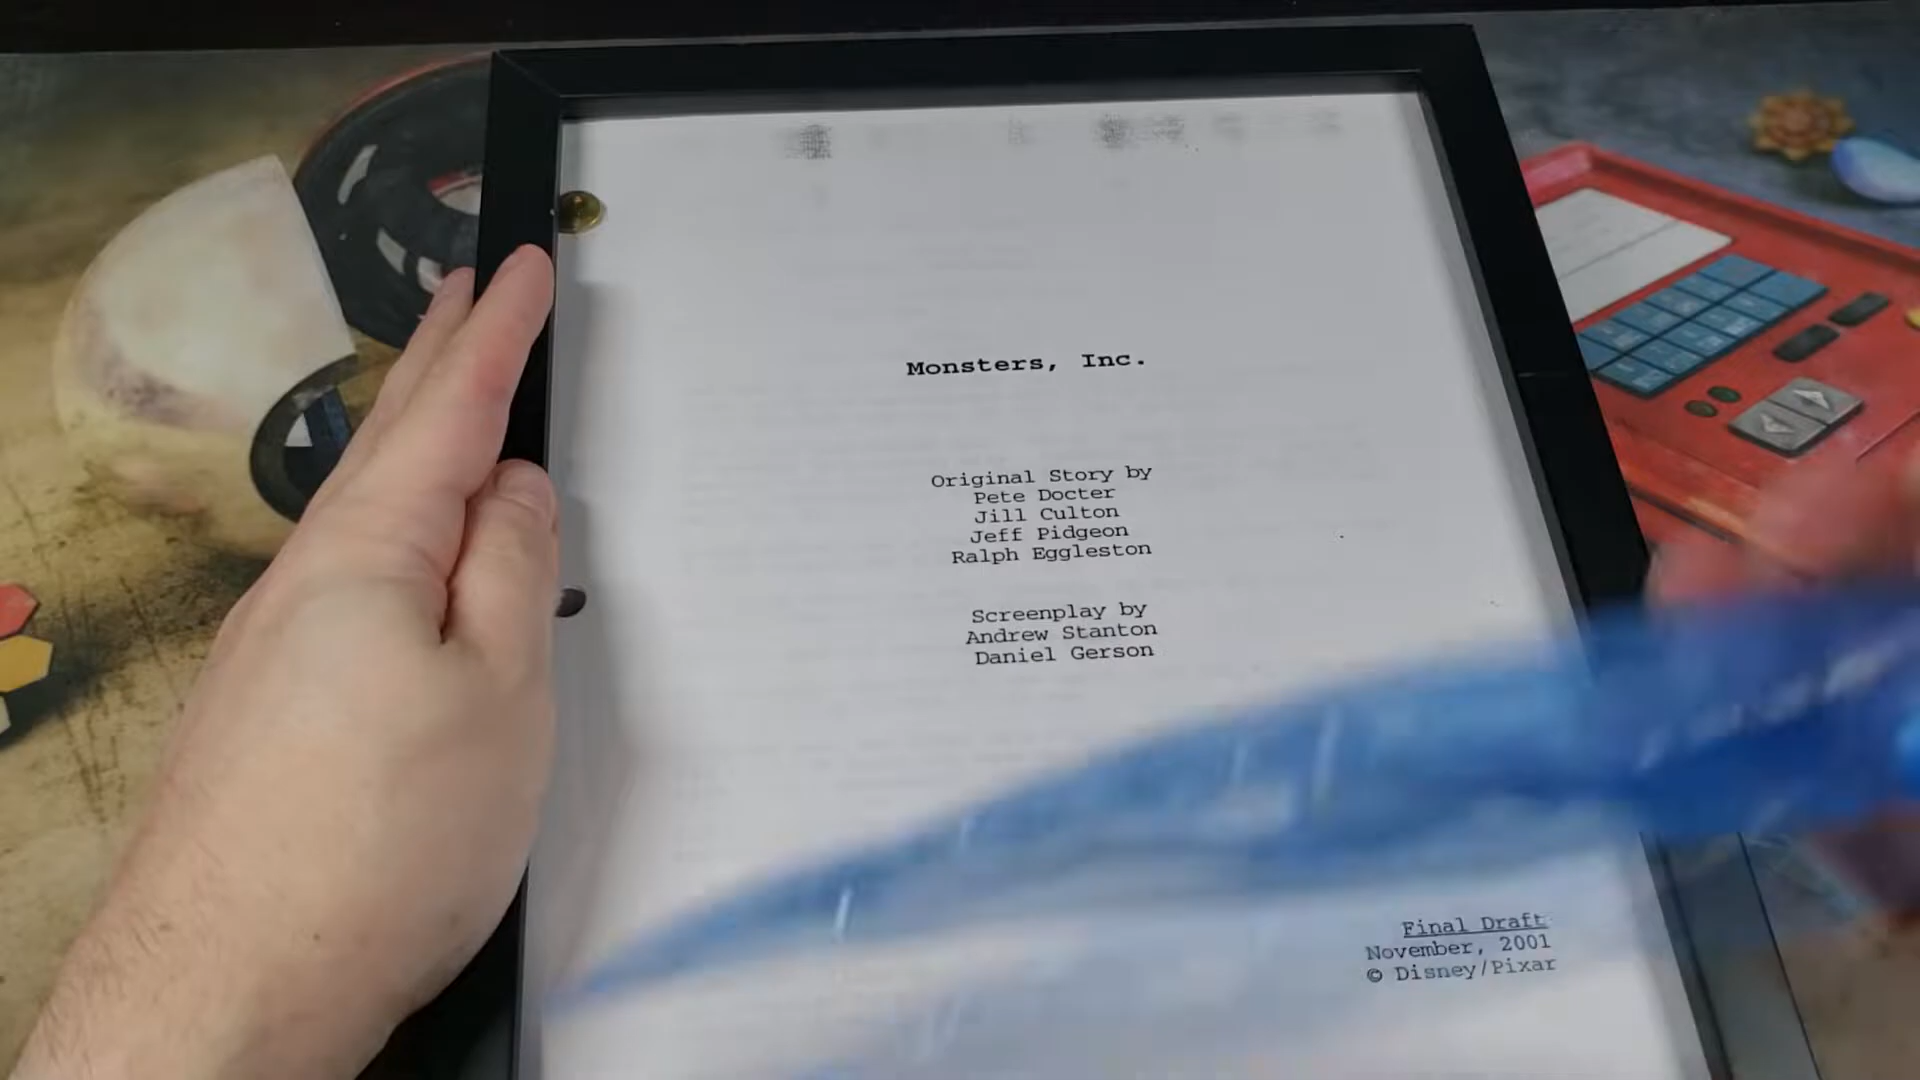 Monsters, Inc.
Original Story by
Pete Docter
Jill Culton
Jeff Pidgeon
Ralph Eggleston
Screenplay by
Andrew Stanton
Daniel Gerson
Final Draft
November, 2001
© Disney/Pixar